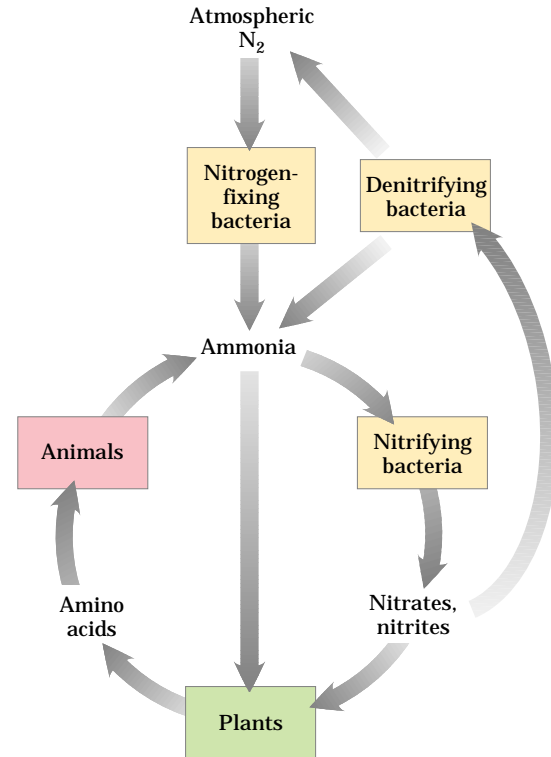 Atmospheric
N₂
Nitrogen-
fixing
bacteria
Denitrifying
bacteria
Ammonia
Animals
Nitrifying
bacteria
Amino
acids
Nitrates,
nitrites
Plants